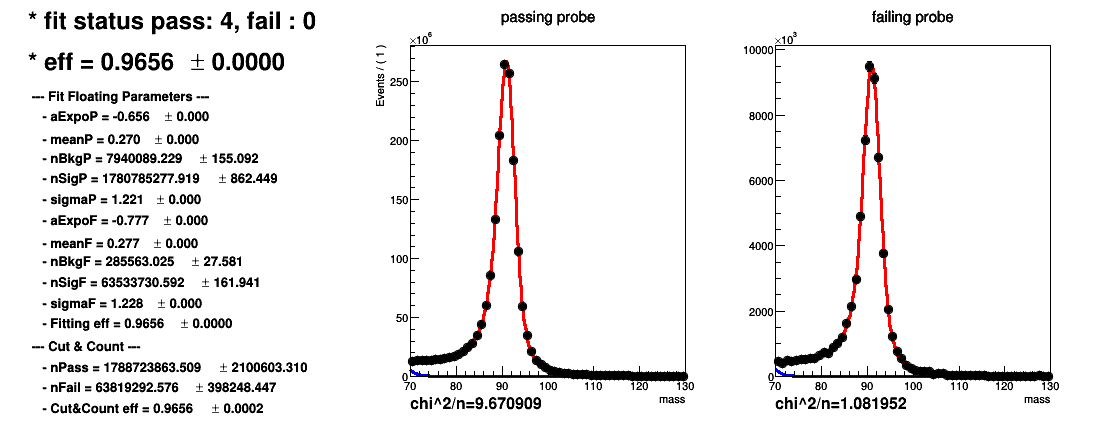 * fit status pass: 4, fail : 0
* eff = 0.9656 ± 0.0000
--- Fit Floating Parameters ---
- aExpoP = -0.656 ± 0.000
- meanP = 0.270 ± 0.000
- nBkgP = 7940089.229 ± 155.092
- nSigP = 1780785277.919 ± 862.449
- sigmaP = 1.221 ± 0.000
- aExpoF = -0.777 ± 0.000
- meanF = 0.277 ± 0.000
- nBkgF = 285563.025 ± 27.581
- nSigF = 63533730.592 ± 161.941
- sigmaF = 1.228 ± 0.000
- Fitting eff = 0.9656 ± 0.0000
--- Cut & Count ---
- nPass = 1788723863.509 ± 2100603.310
- nFail = 63819292.576 ± 398248.447
- Cut&Count eff = 0.9656 ± 0.0002
passing probe
×10⁶
Events / ( 1 )
250
200
150
100
50
0
70 80 90 100 110 120 130
mass
chi^2/n=9.670909
failing probe
×10³
10000
8000
6000
4000
2000
0
70 80 90 100 110 120 130
mass
chi^2/n=1.081952